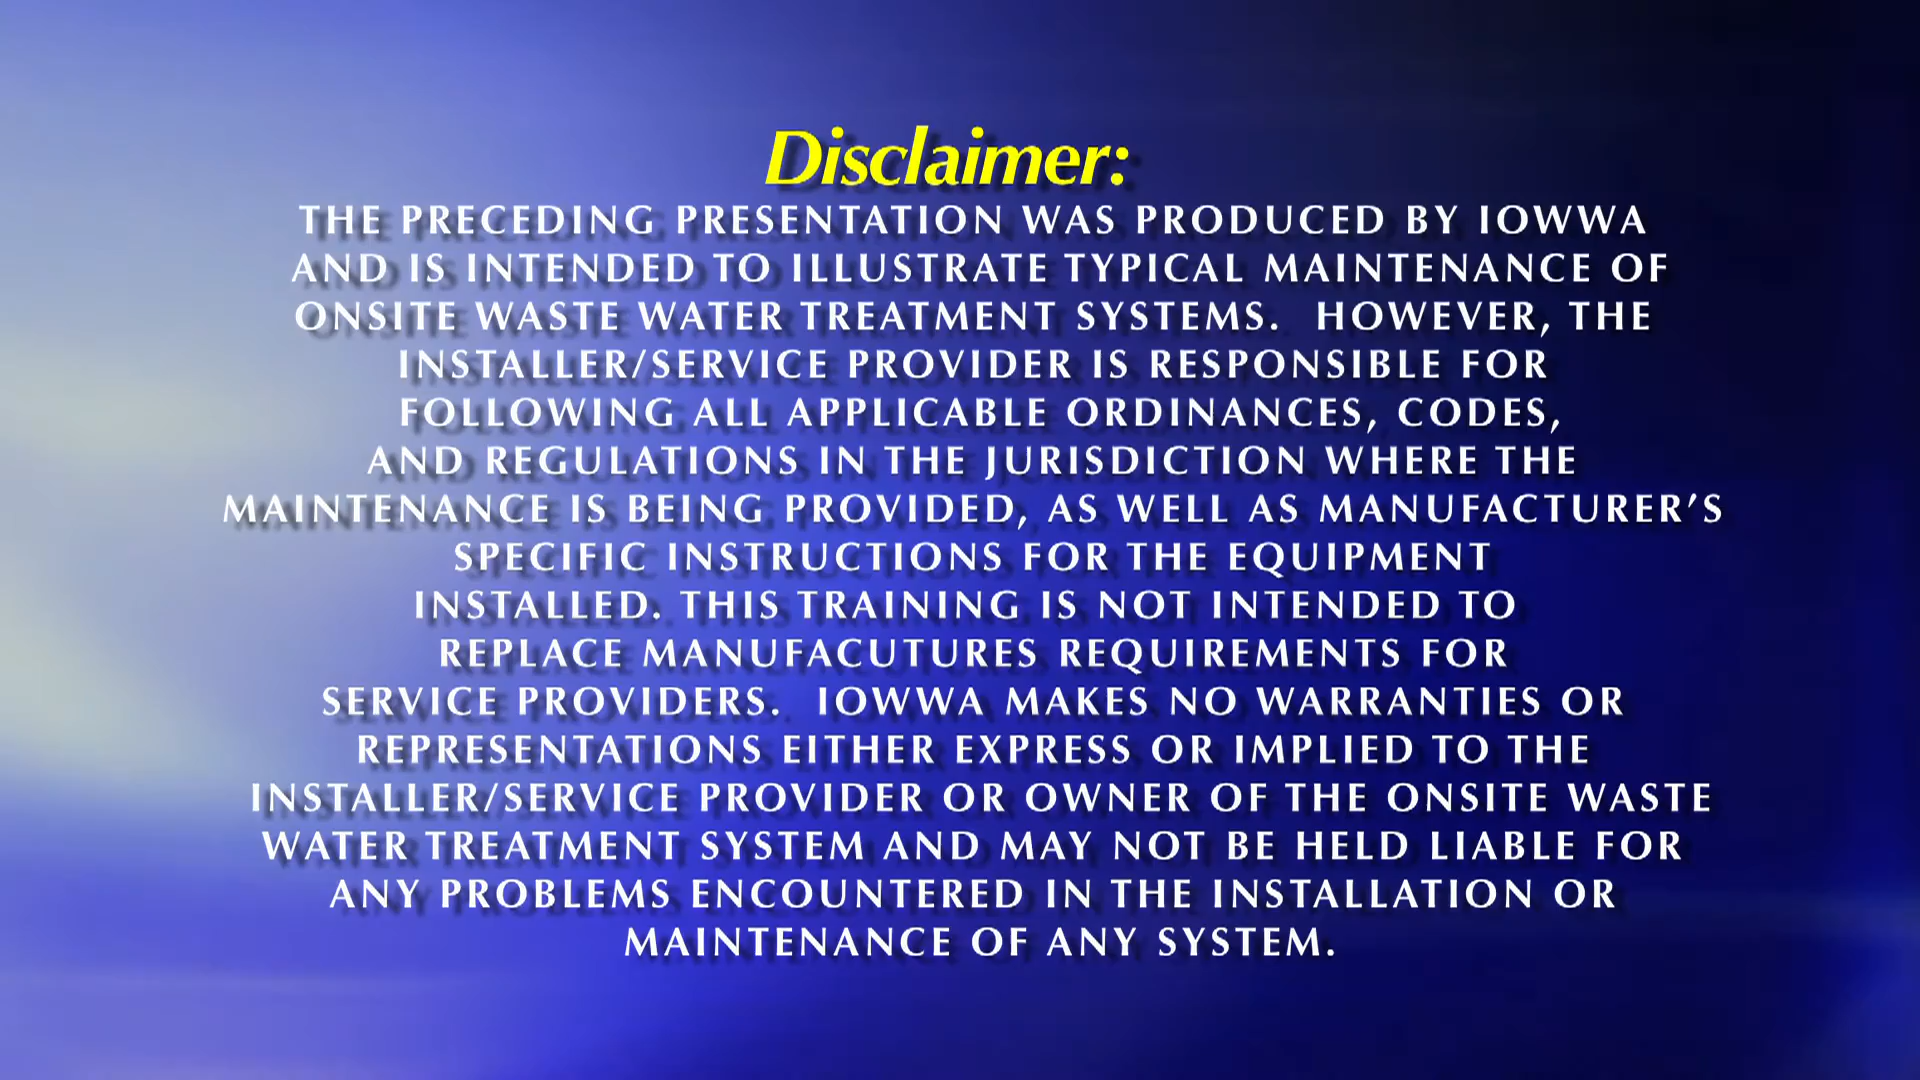 Disclaimer:
THE PRECEDING PRESENTATION WAS PRODUCED BY IOWWA
AND IS INTENDED TO ILLUSTRATE TYPICAL MAINTENANCE OF
ONSITE WASTE WATER TREATMENT SYSTEMS.  HOWEVER, THE
INSTALLER/SERVICE PROVIDER IS RESPONSIBLE FOR
FOLLOWING ALL APPLICABLE ORDINANCES, CODES,
AND REGULATIONS IN THE JURISDICTION WHERE THE
MAINTENANCE IS BEING PROVIDED, AS WELL AS MANUFACTURER’S
SPECIFIC INSTRUCTIONS FOR THE EQUIPMENT
INSTALLED. THIS TRAINING IS NOT INTENDED TO
REPLACE MANUFACUTURES REQUIREMENTS FOR
SERVICE PROVIDERS.  IOWWA MAKES NO WARRANTIES OR
REPRESENTATIONS EITHER EXPRESS OR IMPLIED TO THE
INSTALLER/SERVICE PROVIDER OR OWNER OF THE ONSITE WASTE
WATER TREATMENT SYSTEM AND MAY NOT BE HELD LIABLE FOR
ANY PROBLEMS ENCOUNTERED IN THE INSTALLATION OR
MAINTENANCE OF ANY SYSTEM.